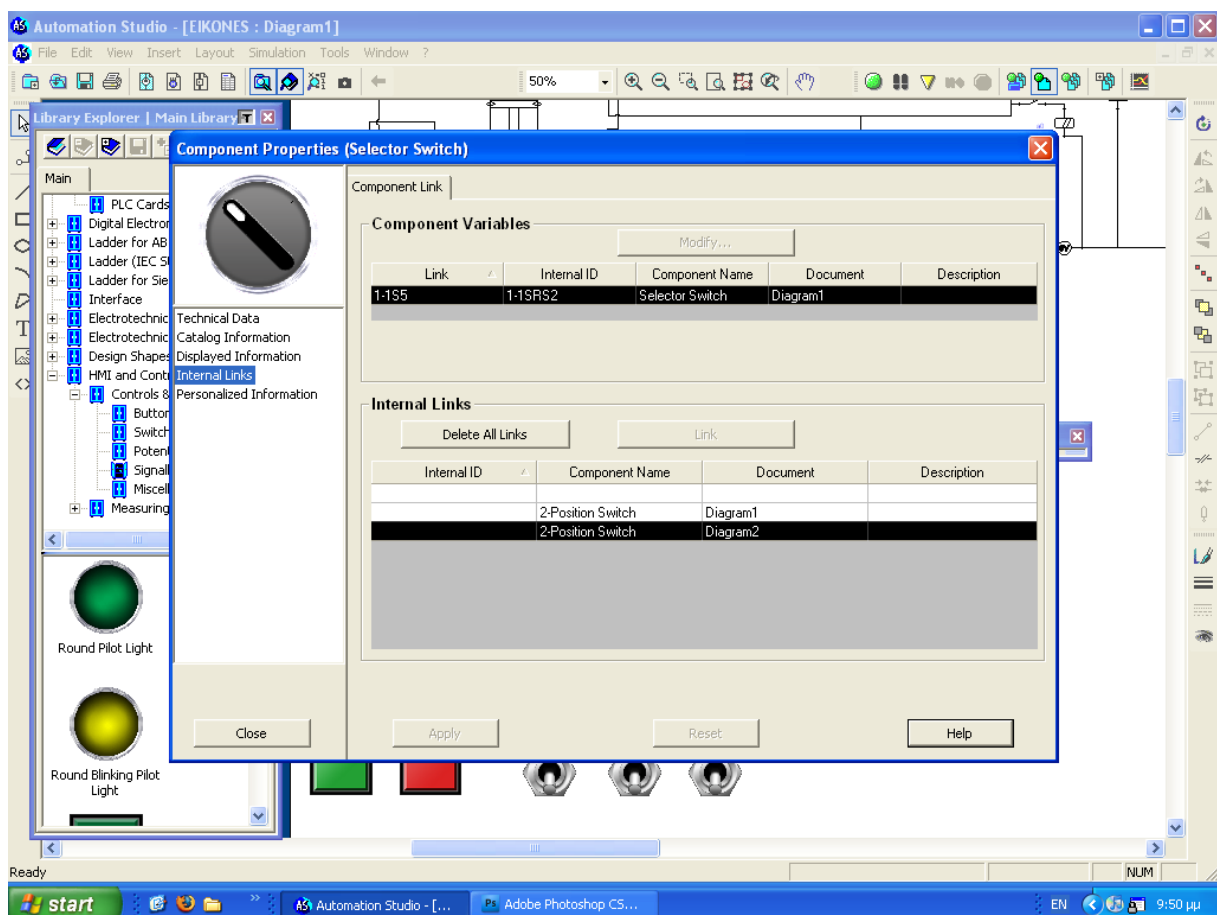 Automation Studio - [EIKONES : Diagram1]
File Edit View Insert Layout Simulation Tools Window ?
50%
Library Explorer | Main Library
Main
PLC Cards
Digital Electron
Ladder for AB
Ladder (IEC
Ladder for Sie
Interface
Electrotechnic
Electrotechnic
Design Shapes
HMI and Contr
Controls &
Button
Switch
Potent
Signall
Miscell
Measuring
Round Pilot Light
Round Blinking Pilot
Light
Component Properties (Selector Switch)
Technical Data
Catalog Information
Displayed Information
Internal Links
Personalized Information
Close
Component Link
Component Variables
Modify...
Link Internal ID Component Name Document Description
1-1S5 1-1SRS2 Selector Switch Diagram1
Internal Links
Delete All Links Link
Internal ID Component Name Document Description
2-Position Switch Diagram1
2-Position Switch Diagram2
Apply Reset Help
Ready NUM
start Automation Studio - [... Ps Adobe Photoshop CS... EN 9:50 μμ